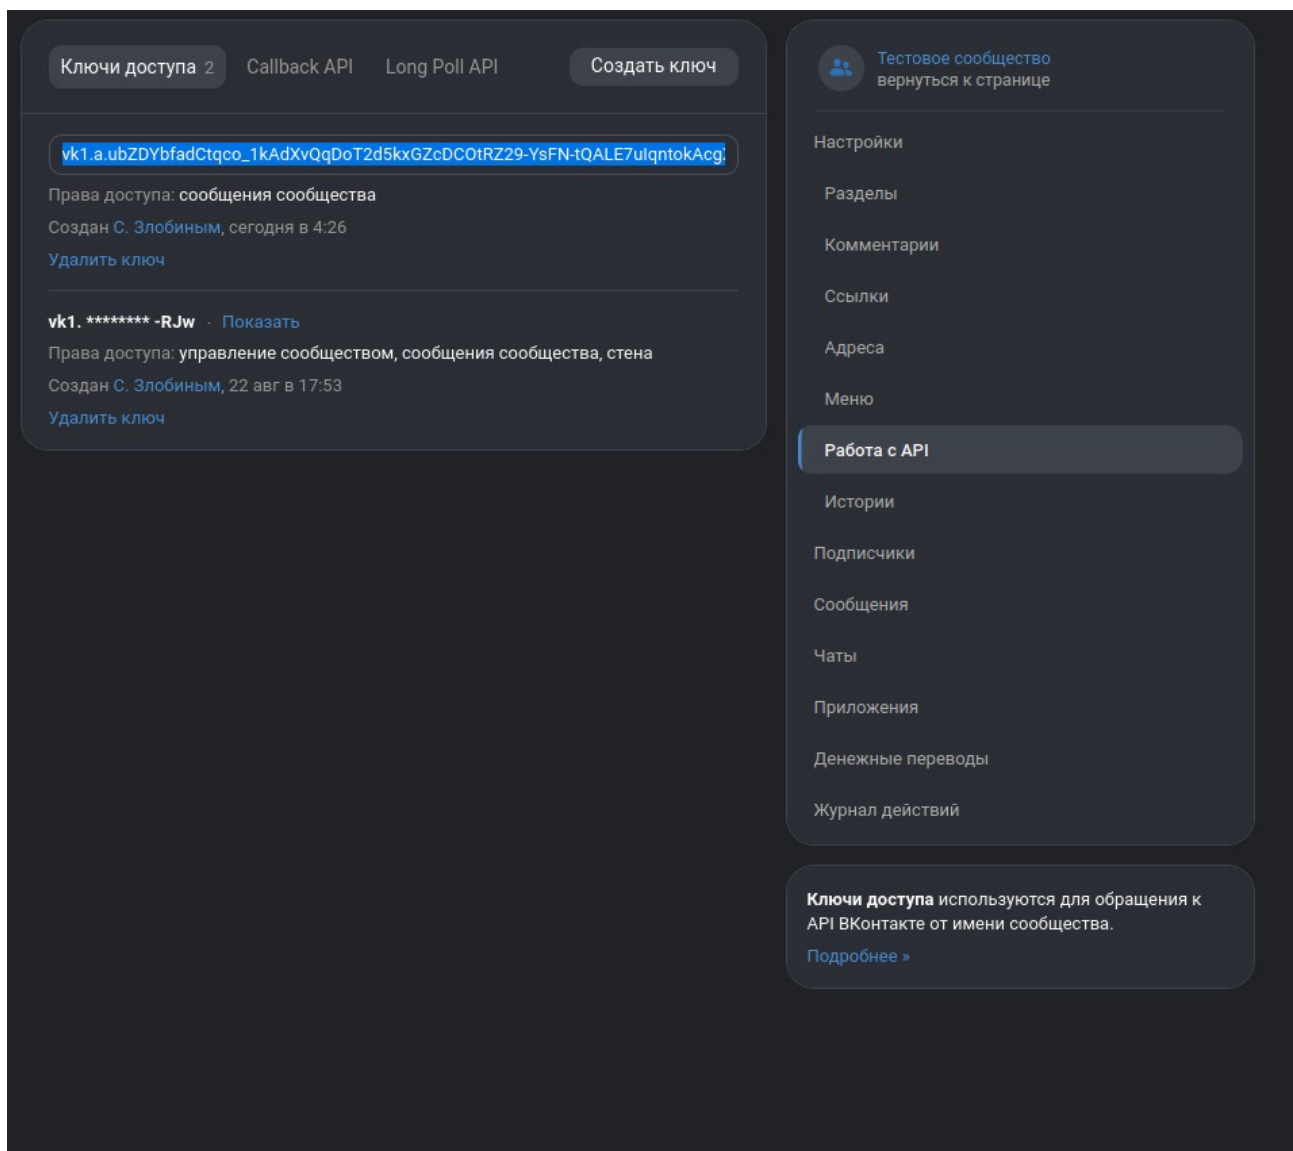 Ключи доступа 2
Callback API
Long Poll API
Создать ключ
vk1.a.ubZDYbfadCtqco_1kAdXvQqDoT2d5kxGZcDCOtRZ29-YsFN-tQALE7uIqntokAcg
Права доступа: сообщения сообщества
Создан С. Злобиным, сегодня в 4:26
Удалить ключ
vk1. ******** -RJw · Показать
Права доступа: управление сообществом, сообщения сообщества, стена
Создан С. Злобиным, 22 авг в 17:53
Удалить ключ
Тестовое сообщество
вернуться к странице
Настройки
Разделы
Комментарии
Ссылки
Адреса
Меню
Работа с API
Истории
Подписчики
Сообщения
Чаты
Приложения
Денежные переводы
Журнал действий
Ключи доступа используются для обращения к
API ВКонтакте от имени сообщества.
Подробнее »